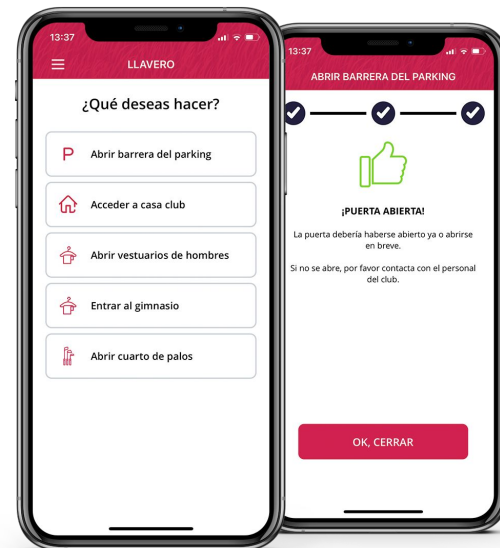 13:37
LLAVERO
¿Qué deseas hacer?
P
Abrir barrera del parking
Acceder a casa club
Abrir vestuarios de hombres
Entrar al gimnasio
Abrir cuarto de palos
13:37
ABRIR BARRERA DEL PARKING
¡PUERTA ABIERTA!
La puerta debería haberse abierto ya o abrirse
en breve.
Si no se abre, por favor contacta con el personal
del club.
OK, CERRAR